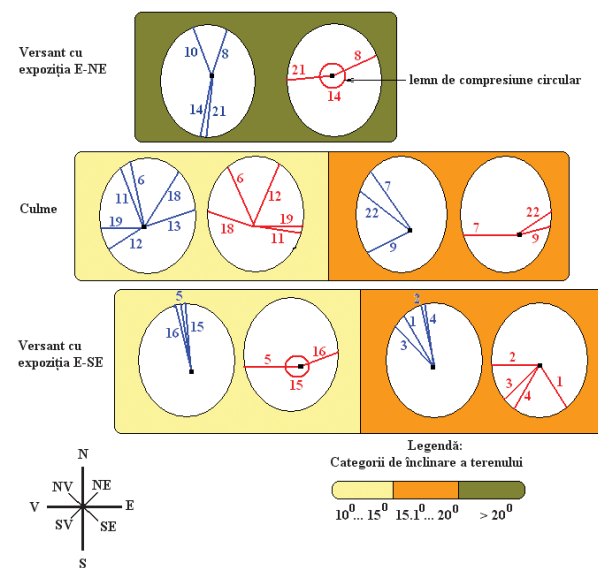 Versant cu
expoziția E-NE
10
8
14
21
21
8
14
lemn de compresiune circular
Culme
6
11
18
19
13
12
6
12
18
19
11
7
22
9
22
7
9
Versant cu
expoziția E-SE
5
16
15
5
16
15
2
1
4
3
2
3
4
1
N
NV
NE
V
E
SV
SE
S
Legendă:
Categorii de înclinare a terenului
10⁰... 15⁰
15.1⁰... 20⁰
> 20⁰